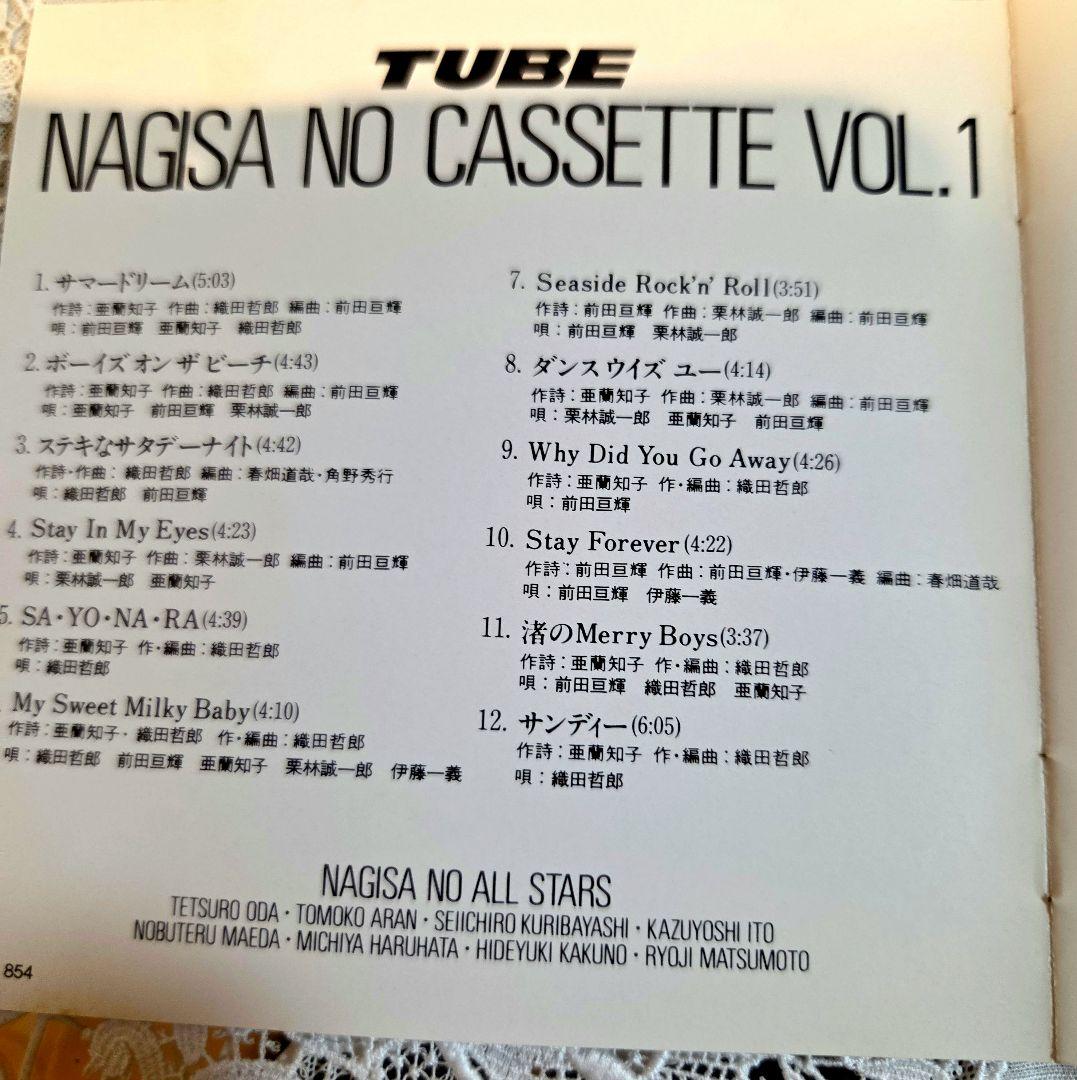 TUBE
NAGISA NO CASSETTE VOL.1
1. サマードリーム(5:03)
作詩：亜蘭知子 作曲：織田哲郎 編曲：前田亘輝
唄：前田亘輝 亜蘭知子 織田哲郎
2. ボーイズ オン ザ ビーチ(4:43)
作詩：亜蘭知子 作曲：織田哲郎 編曲：前田亘輝
唄：亜蘭知子 前田亘輝 栗林誠一郎
3. ステキなサタデーナイト(4:42)
作詩・作曲：織田哲郎 編曲：春畑道哉・角野秀行
唄：織田哲郎 前田亘輝
4. Stay In My Eyes(4:23)
作詩：亜蘭知子 作曲：栗林誠一郎 編曲：前田亘輝
唄：栗林誠一郎 亜蘭知子
5. SA・YO・NA・RA(4:39)
作詩：亜蘭知子 作・編曲：織田哲郎
唄：織田哲郎
. My Sweet Milky Baby(4:10)
作詩：亜蘭知子・織田哲郎 作・編曲：織田哲郎
唄：織田哲郎 前田亘輝 亜蘭知子 栗林誠一郎 伊藤一義
7. Seaside Rock'n' Roll(3:51)
作詩：前田亘輝 作曲：栗林誠一郎 編曲：前田亘輝
唄：前田亘輝 栗林誠一郎
8. ダンス ウイズ ユー(4:14)
作詩：亜蘭知子 作曲：栗林誠一郎 編曲：前田亘輝
唄：栗林誠一郎 亜蘭知子 前田亘輝
9. Why Did You Go Away(4:26)
作詩：亜蘭知子 作・編曲：織田哲郎
唄：前田亘輝
10. Stay Forever(4:22)
作詩：前田亘輝 作曲：前田亘輝・伊藤一義 編曲：春畑道哉
唄：前田亘輝 伊藤一義
11. 渚のMerry Boys(3:37)
作詩：亜蘭知子 作・編曲：織田哲郎
唄：前田亘輝 織田哲郎 亜蘭知子
12. サンディー(6:05)
作詩：亜蘭知子 作・編曲：織田哲郎
唄：織田哲郎
NAGISA NO ALL STARS
TETSURO ODA・TOMOKO ARAN・SEIICHIRO KURIBAYASHI・KAZUYOSHI ITO
NOBUTERU MAEDA・MICHIYA HARUHATA・HIDEYUKI KAKUNO・RYOJI MATSUMOTO
854